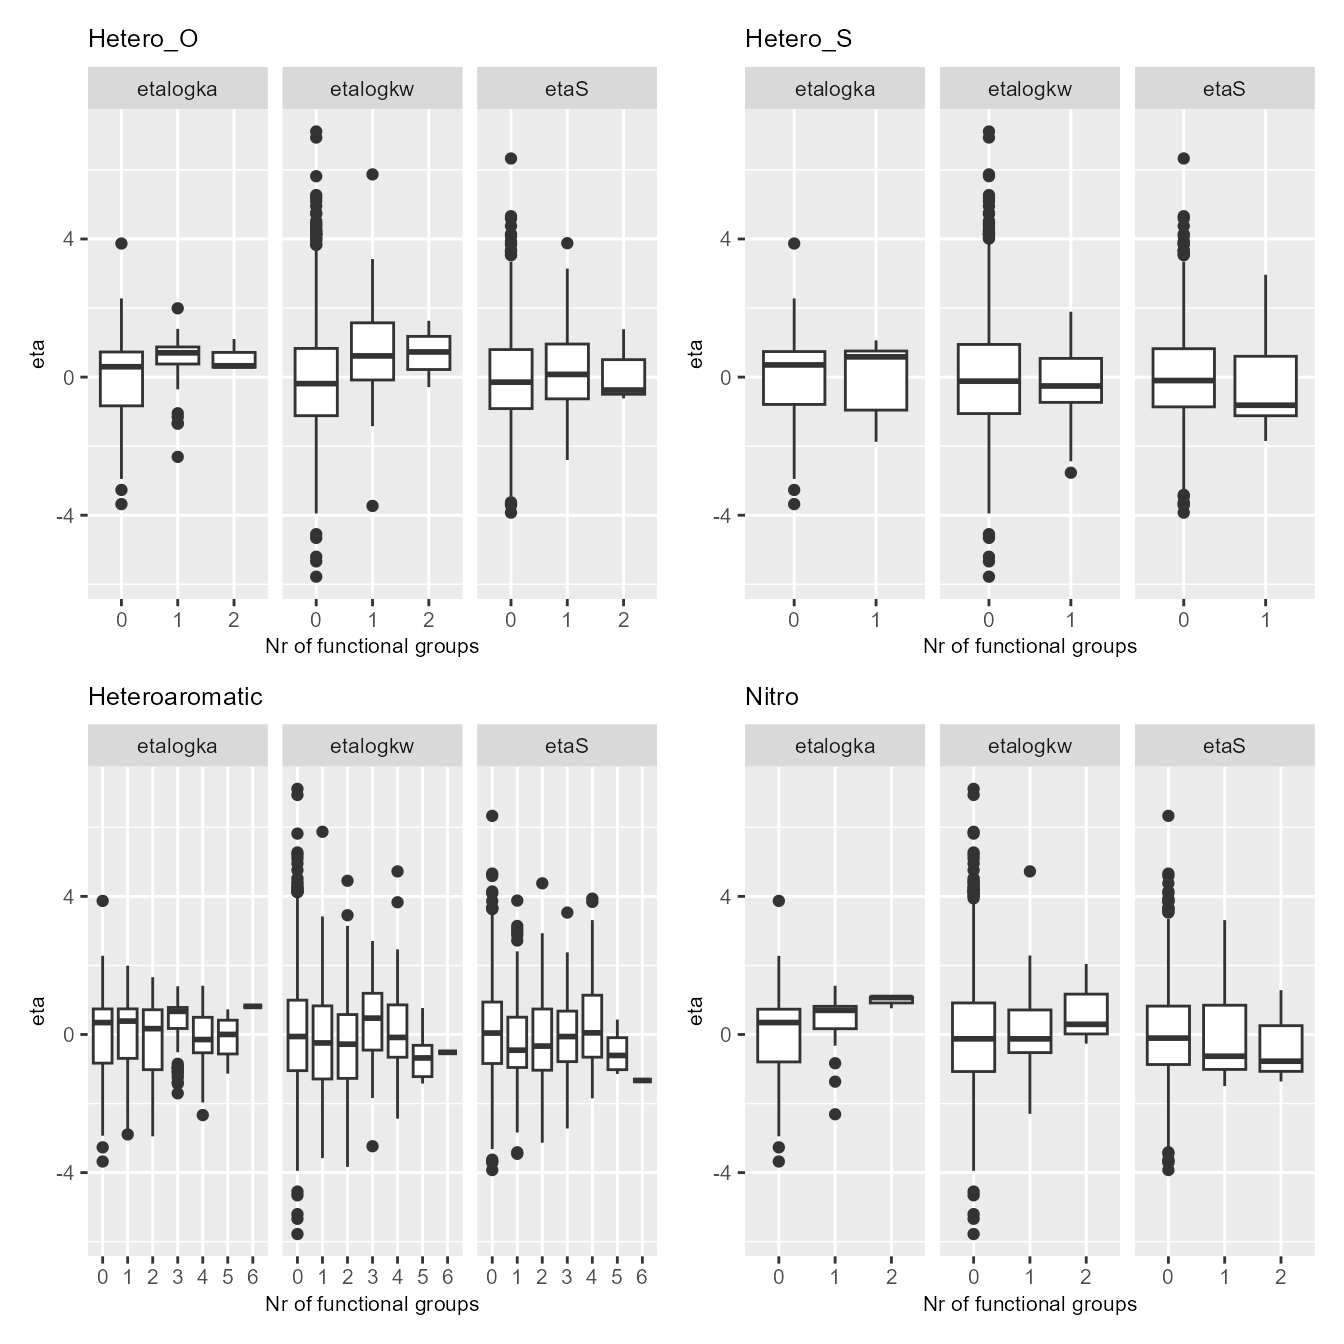 Hetero_O
etalogka etalogkw etaS
eta
4
0
-4
0 1 2 0 1 2 0 1 2
Nr of functional groups
Hetero_S
etalogka etalogkw etaS
eta
4
0
-4
0 1 0 1 0 1
Nr of functional groups
Heteroaromatic
etalogka etalogkw etaS
eta
4
0
-4
0 1 2 3 4 5 6 0 1 2 3 4 5 6 0 1 2 3 4 5 6
Nr of functional groups
Nitro
etalogka etalogkw etaS
eta
4
0
-4
0 1 2 0 1 2 0 1 2
Nr of functional groups